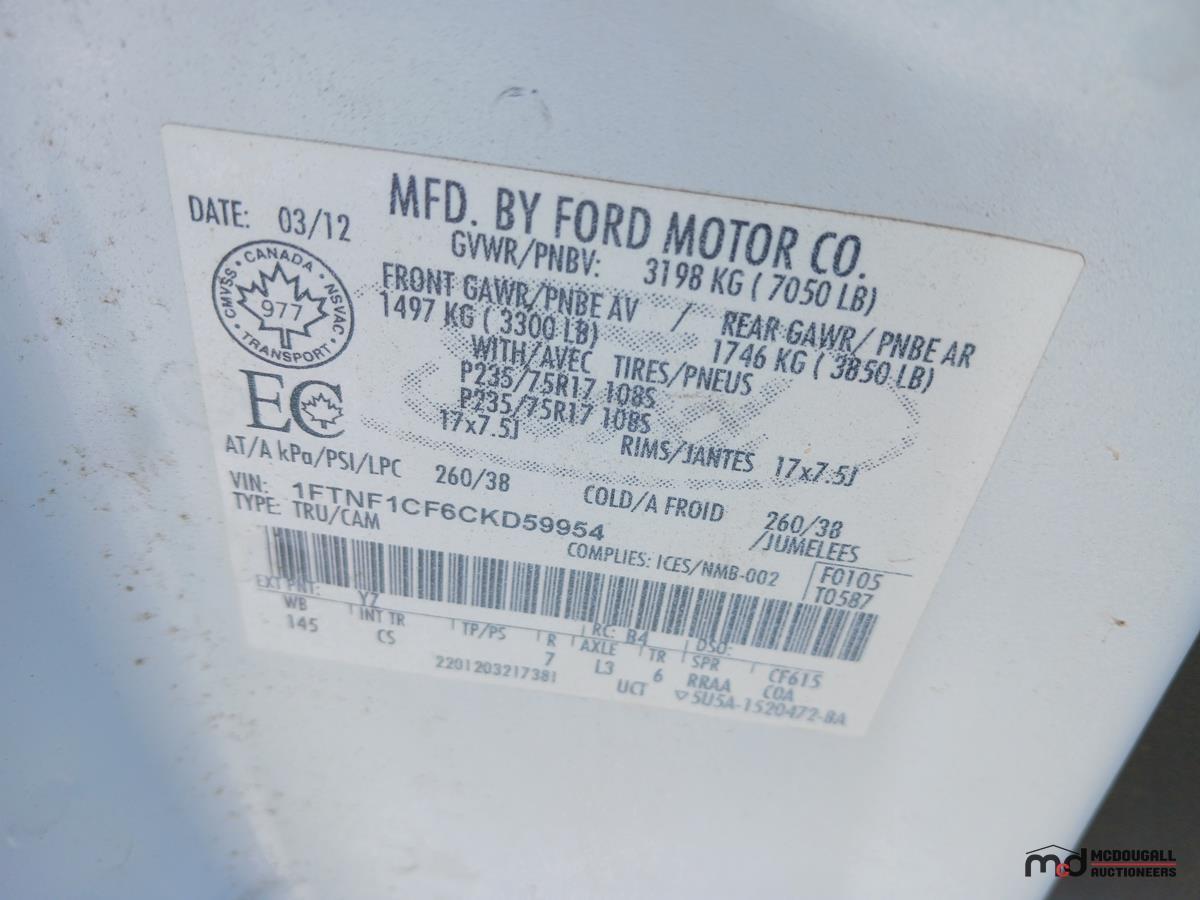 MFD. BY FORD MOTOR CO.
DATE: 03/12
GVWR/PNBV: 3198 KG ( 7050 LB)
CMVSS • CANADA • NSVAC • TRANSPORT •
977
FRONT GAWR/PNBE AV / REAR GAWR/ PNBE AR
1497 KG ( 3300 LB) 1746 KG ( 3850 LB)
WITH/AVEC TIRES/PNEUS
P235/75R17 108S
P235/75R17 108S
17x7.5J RIMS/JANTES 17x7.5J
EC
AT/A kPa/PSI/LPC 260/38 COLD/A FROID 260/38
/JUMELEES
VIN: 1FTNF1CF6CKD59954
TYPE: TRU/CAM
COMPLIES: ICES/NMB-002
F0105
T0587
EXT PNT: YZ RC: B4 DSO:
WB INT TR TP/PS R AXLE TR SPR CF615
145 CS 7 L3 6 RRAA COA
2201203217381 UCT ▽5U5A-1520472-BA
mcd MCDOUGALL
AUCTIONEERS